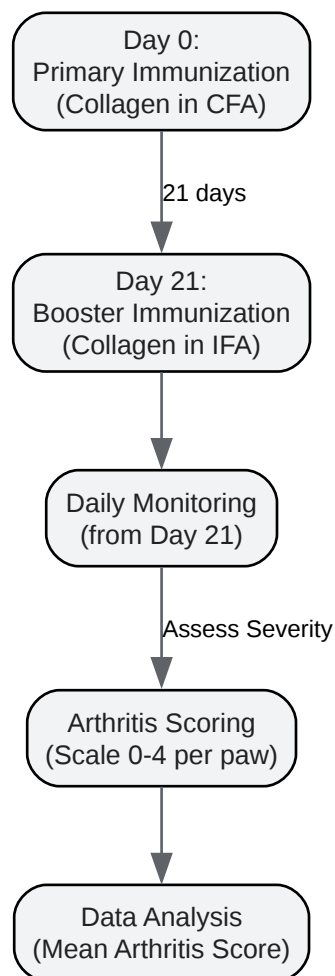 Day 0:
Primary Immunization
(Collagen in CFA)
21 days
Day 21:
Booster Immunization
(Collagen in IFA)
Daily Monitoring
(from Day 21)
Assess Severity
Arthritis Scoring
(Scale 0-4 per paw)
Data Analysis
(Mean Arthritis Score)